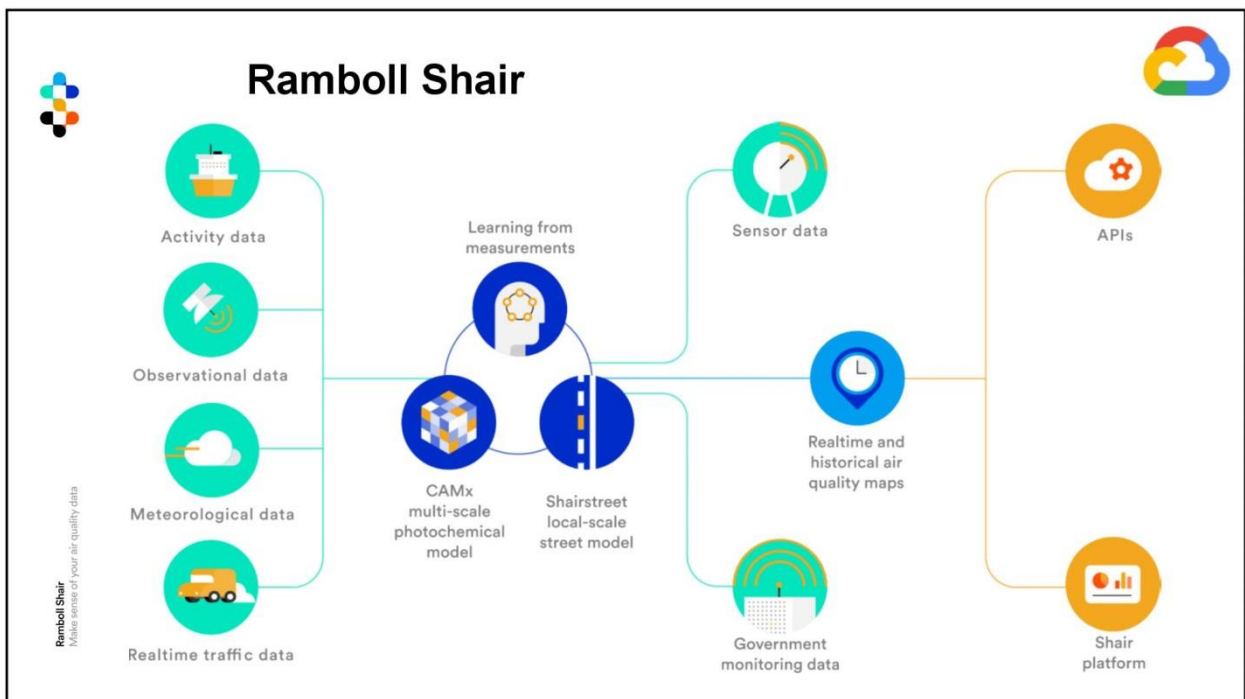 Ramboll Shair
Activity data
Observational data
Meteorological data
Realtime traffic data
Learning from
measurements
CAMx
multi-scale
photochemical
model
Shairstreet
local-scale
street model
Sensor data
Government
monitoring data
Realtime and
historical air
quality maps
APIs
Shair
platform
Ramboll Shair
Make sense of your air quality data